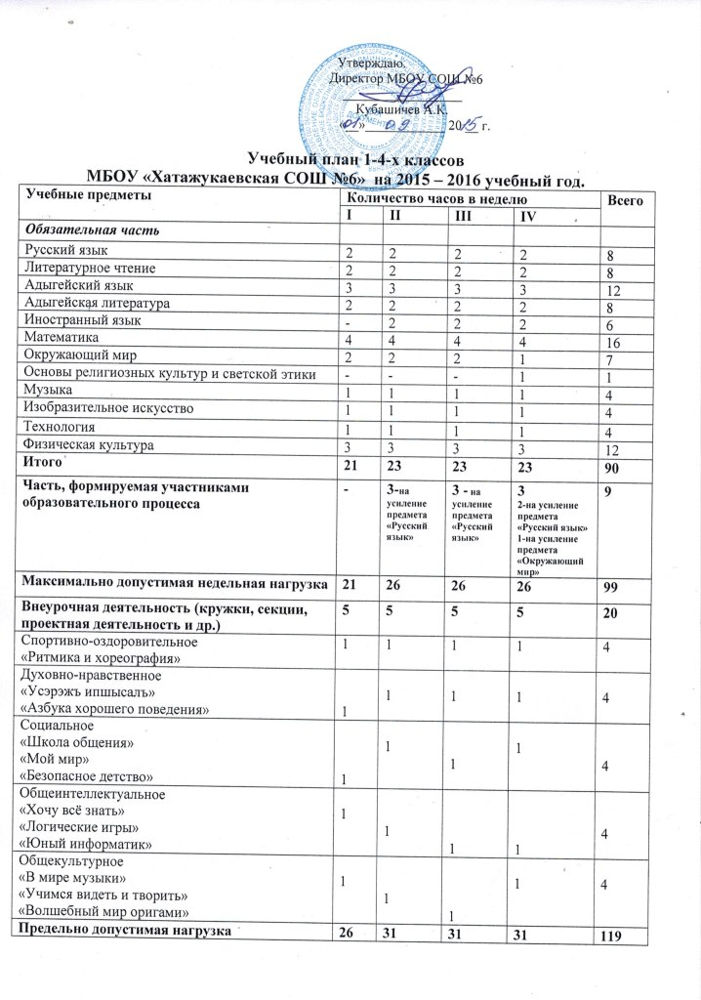 Утверждаю.
Директор МБОУ СОШ №6
Кубашичев А.К.
«01» 09 2015 г.
Учебный план 1-4-х классов
МБОУ «Хатажукаевская СОШ №6» на 2015 – 2016 учебный год.
Учебные предметы Количество часов в неделю Всего
I II III IV
Обязательная часть
Русский язык 2 2 2 2 8
Литературное чтение 2 2 2 2 8
Адыгейский язык 3 3 3 3 12
Адыгейская литература 2 2 2 2 8
Иностранный язык - 2 2 2 6
Математика 4 4 4 4 16
Окружающий мир 2 2 2 1 7
Основы религиозных культур и светской этики - - - 1 1
Музыка 1 1 1 1 4
Изобразительное искусство 1 1 1 1 4
Технология 1 1 1 1 4
Физическая культура 3 3 3 3 12
Итого 21 23 23 23 90
Часть, формируемая участниками - 3-на 3 - на 3 9
образовательного процесса усиление усиление 2-на усиление
предмета предмета предмета
«Русский «Русский «Русский язык»
язык» язык» 1-на усиление
предмета
«Окружающий
мир»
Максимально допустимая недельная нагрузка 21 26 26 26 99
Внеурочная деятельность (кружки, секции, 5 5 5 5 20
проектная деятельность и др.)
Спортивно-оздоровительное 1 1 1 1 4
«Ритмика и хореография»
Духовно-нравственное
«Усэрэжъ ипшысалъ» 1 1 1 4
«Азбука хорошего поведения» 1
Социальное
«Школа общения» 1 1
«Мой мир» 1 4
«Безопасное детство» 1
Общеинтеллектуальное
«Хочу всё знать» 1
«Логические игры» 1 4
«Юный информатик» 1 1
Общекультурное
«В мире музыки» 1 1 4
«Учимся видеть и творить» 1
«Волшебный мир оригами» 1
Предельно допустимая нагрузка 26 31 31 31 119